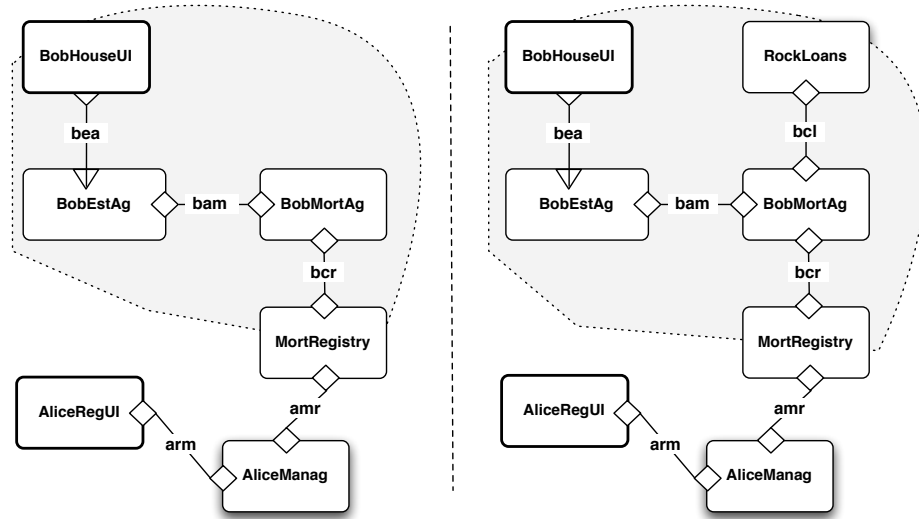 BobHouseUI
bea
BobEstAg
bam
BobMortAg
bcr
MortRegistry
AliceRegUI
amr
arm
AliceManag
BobHouseUI
RockLoans
bea
bcl
BobEstAg
bam
BobMortAg
bcr
MortRegistry
AliceRegUI
amr
arm
AliceManag